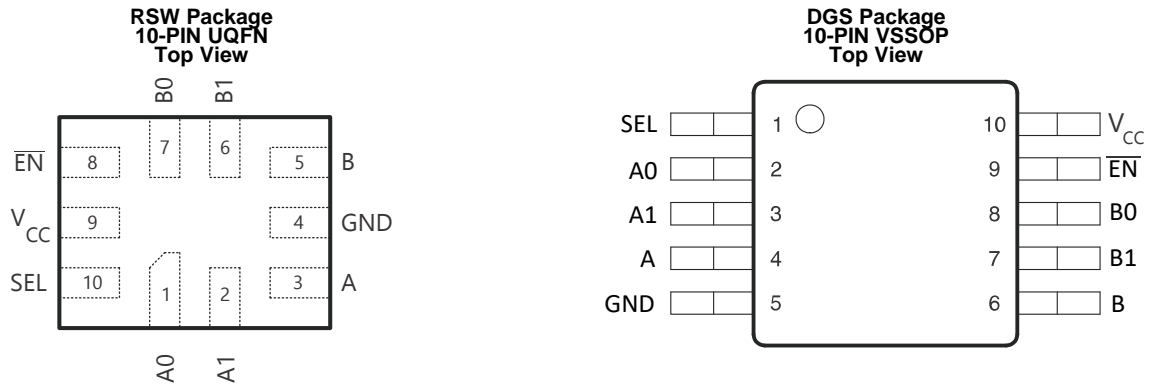 RSW Package
10-PIN UQFN
Top View
B0 B1
EN 8 7 6 5 B
VCC 9 4 GND
SEL 10 1 2 3 A
A0 A1
DGS Package
10-PIN VSSOP
Top View
SEL 1 10 VCC
A0 2 9 EN
A1 3 8 B0
A 4 7 B1
GND 5 6 B